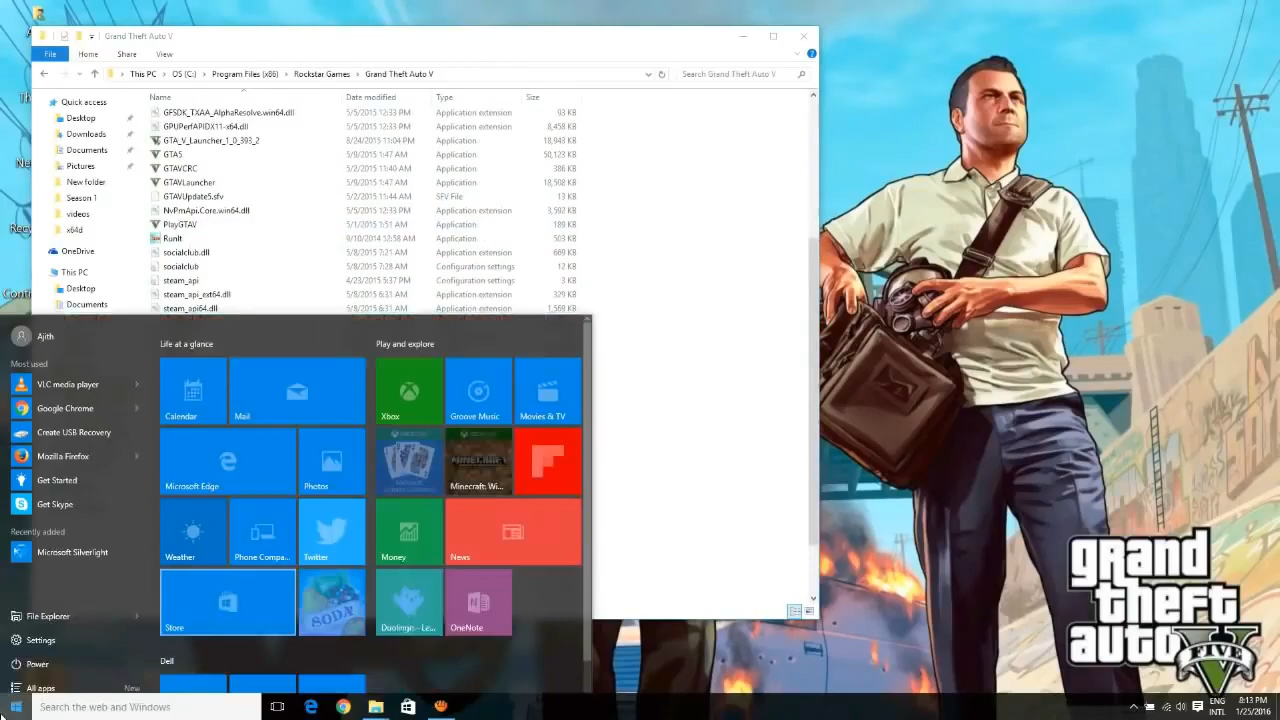 Grand Theft Auto V
File Home Share View
This PC OS (C:) Program Files (x86) Rockstar Games Grand Theft Auto V
Search Grand Theft Auto V
Name Date modified Type Size
GFSDK_TXAA_AlphaResolve.win64.dll 5/5/2015 12:33 PM Application extension 93 KB
GPUPerfAPIDX11-x64.dll 5/5/2015 12:33 PM Application extension 8,458 KB
GTA_V_Launcher_1_0_393_2 8/24/2015 11:04 PM Application 18,943 KB
GTA5 5/9/2015 1:47 AM Application 50,123 KB
GTAVCRC 5/2/2015 11:40 AM Application 386 KB
GTAVLauncher 5/9/2015 1:47 AM Application 18,508 KB
GTAVUpdate5.sfv 5/2/2015 11:44 AM SFV File 13 KB
NvPmApi.Core.win64.dll 5/5/2015 12:33 PM Application extension 3,592 KB
PlayGTAV 5/1/2015 1:51 AM Application 189 KB
RunIt 9/10/2014 12:58 AM Application 503 KB
socialclub.dll 5/8/2015 7:21 AM Application extension 669 KB
socialclub 5/8/2015 7:28 AM Configuration settings 12 KB
steam_api 4/23/2015 5:37 PM Configuration settings 3 KB
steam_api_ext64.dll 5/8/2015 6:31 AM Application extension 329 KB
steam_api64.dll 5/8/2015 6:31 AM Application extension 1,569 KB
Quick access
Desktop
Downloads
Documents
Pictures
New folder
Season 1
videos
x64d
OneDrive
This PC
Desktop
Documents
Ajith
Most used
VLC media player
Google Chrome
Create USB Recovery
Mozilla Firefox
Get Started
Get Skype
Recently added
Microsoft Silverlight
File Explorer
Settings
Power
All apps New
Life at a glance
Calendar Mail
Microsoft Edge Photos
Weather Phone Compa... Twitter
Store SODA
Dell
Play and explore
Xbox Groove Music Movies & TV
MINECRAFT
Minecraft: Wi...
Money News
Duolingo - Le... OneNote
grand
theft
auto V
FIVE
Search the web and Windows
ENG
INTL
8:13 PM
1/25/2016